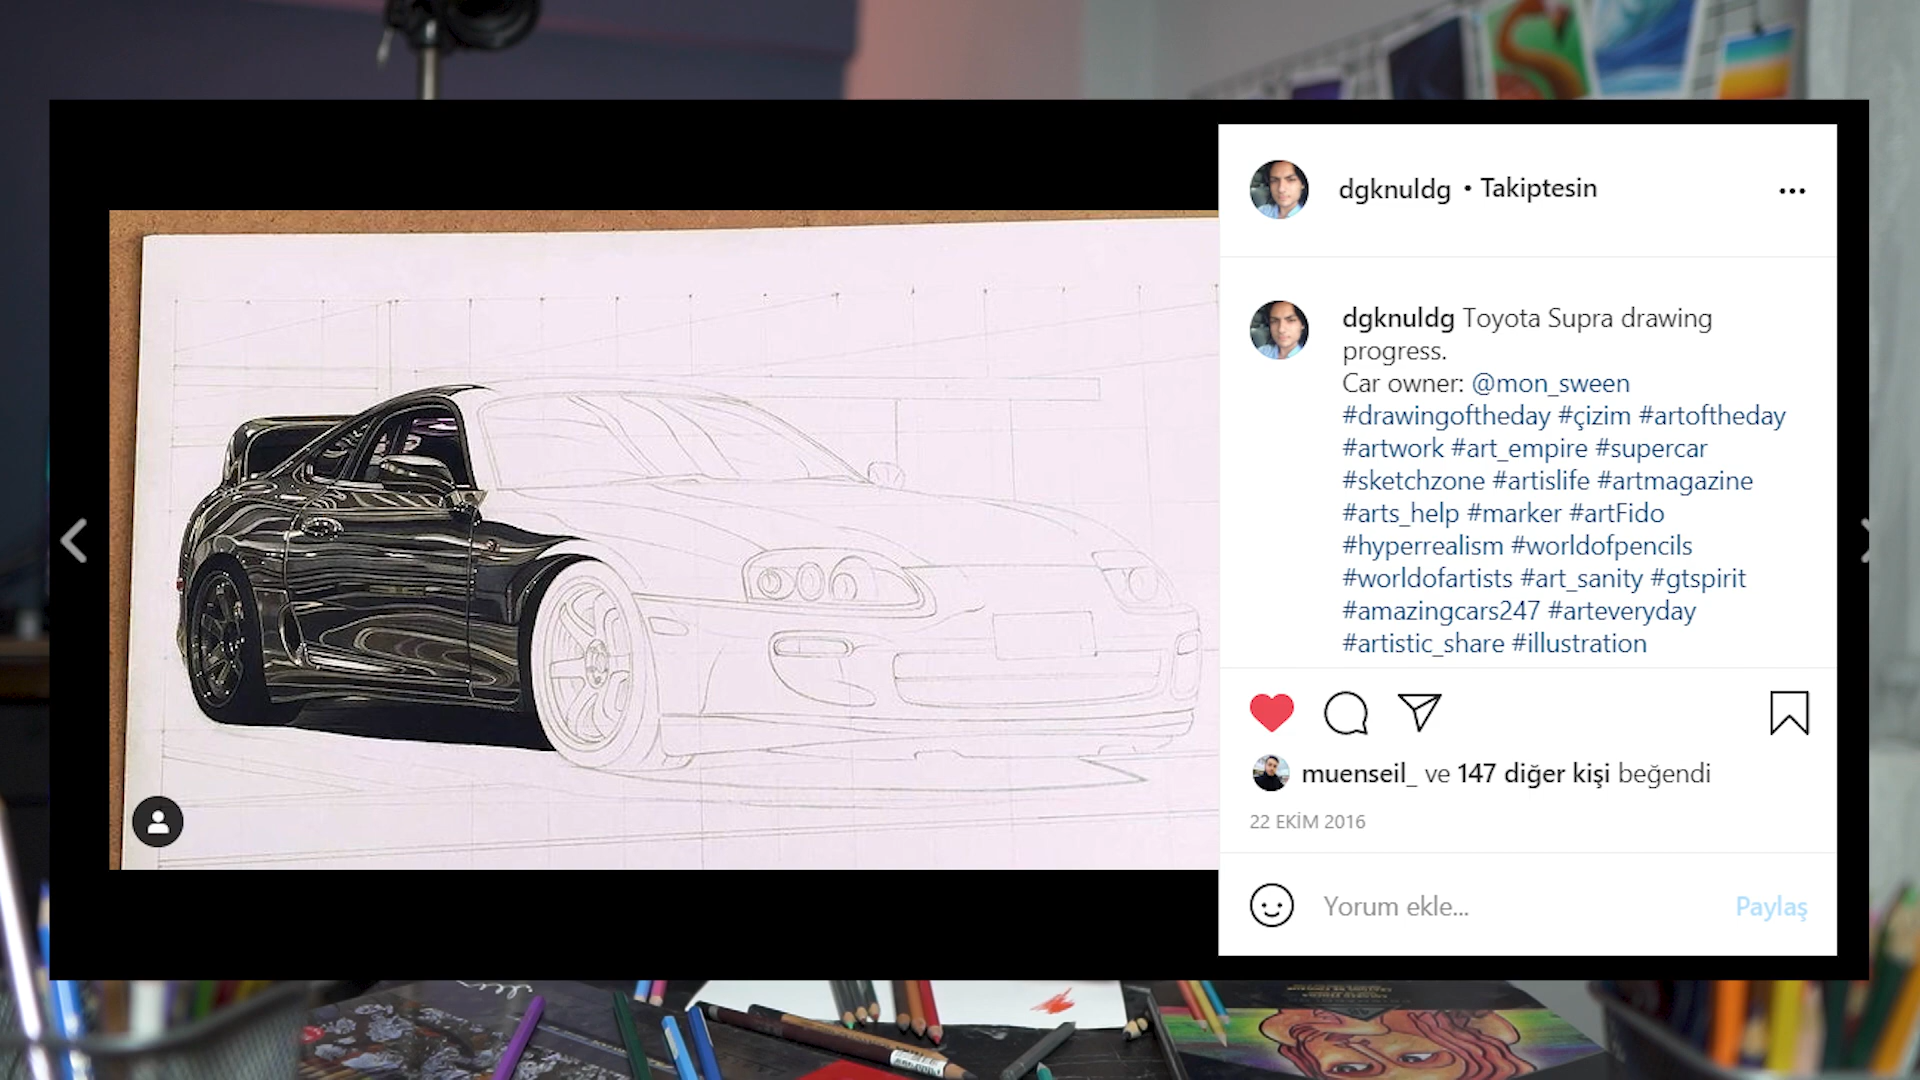 dgknuldg • Takiptesin
dgknuldg Toyota Supra drawing
progress.
Car owner: @mon_sween
#drawingoftheday #çizim #artoftheday
#artwork #art_empire #supercar
#sketchzone #artislife #artmagazine
#arts_help #marker #artFido
#hyperrealism #worldofpencils
#worldofartists #art_sanity #gtspirit
#amazingcars247 #arteveryday
#artistic_share #illustration
muenseil_ ve 147 diğer kişi beğendi
22 EKİM 2016
Yorum ekle...
Paylaş